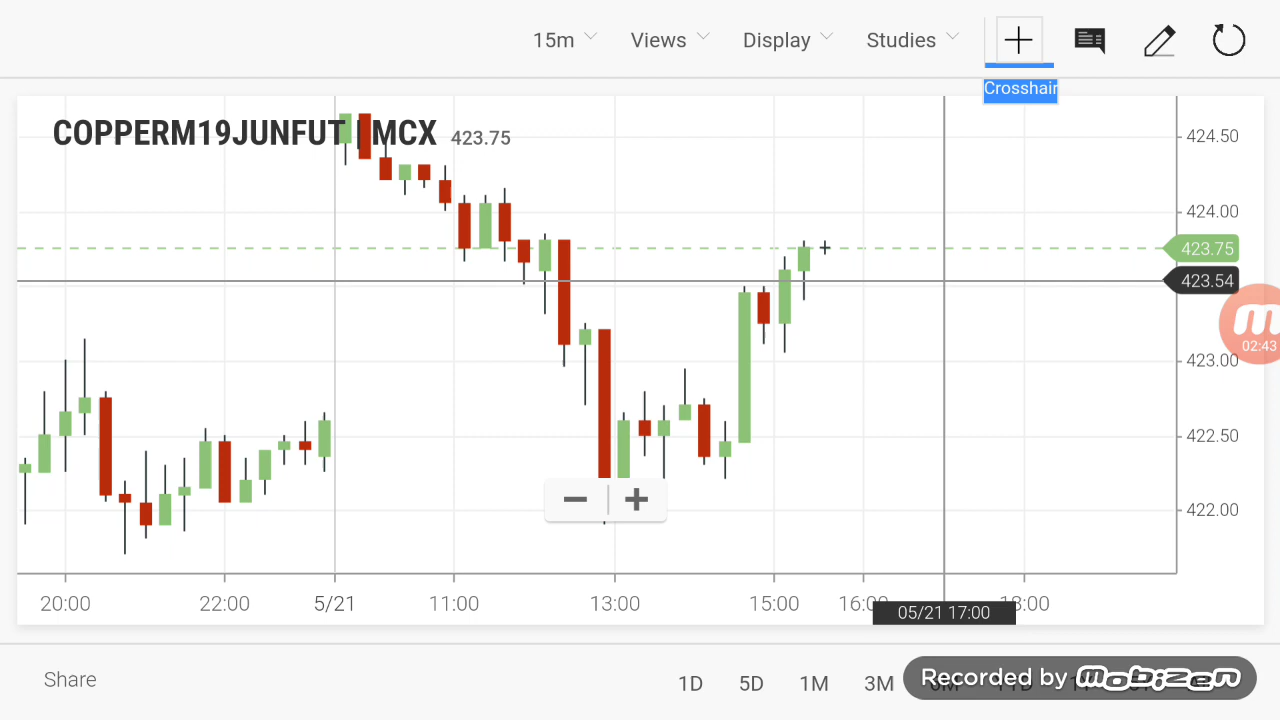 15m Views Display Studies
Crosshair
COPPERM19JUNFUT | MCX 423.75
424.50
424.00
423.75
423.54
02:43
423.00
422.50
422.00
20:00 22:00 5/21 11:00 13:00 15:00 16:00 18:00
05/21 17:00
Share
1D 5D 1M 3M
Recorded by mobizen